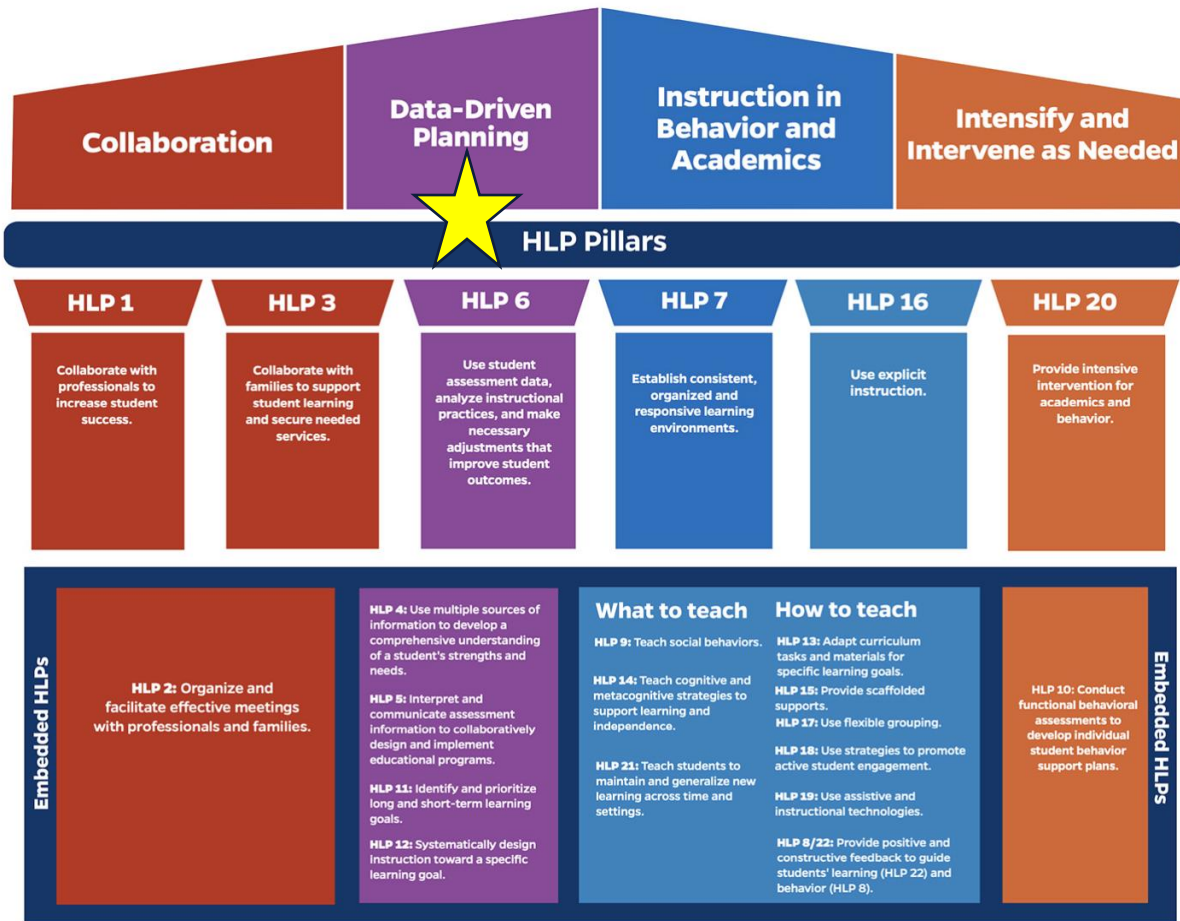 Collaboration
Data-Driven
Planning
Instruction in
Behavior and
Academics
Intensify and
Intervene as Needed
HLP Pillars
HLP 1
Collaborate with
professionals to
increase student
success.
HLP 3
Collaborate with
families to support
student learning
and secure needed
services.
HLP 6
Use student
assessment data,
analyze instructional
practices, and make
necessary
adjustments that
improve student
outcomes.
HLP 7
Establish consistent,
organized and
responsive learning
environments.
HLP 16
Use explicit
instruction.
HLP 20
Provide intensive
intervention for
academics and
behavior.
Embedded HLPs
HLP 2: Organize and
facilitate effective meetings
with professionals and families.
HLP 4: Use multiple sources of
information to develop a
comprehensive understanding
of a student's strengths and
needs.
HLP 5: Interpret and
communicate assessment
information to collaboratively
design and implement
educational programs.
HLP 11: Identify and prioritize
long and short-term learning
goals.
HLP 12: Systematically design
Instruction toward a specific
learning goal.
What to teach
HLP 9: Teach social behaviors.
HLP 14: Teach cognitive and
metacognitive strategies to
support learning and
independence.
HLP 21: Teach students to
maintain and generalize new
learning across time and
settings.
How to teach
HLP 13: Adapt curriculum
tasks and materials for
specific learning goals.
HLP 15: Provide scaffolded
supports.
HLP 17: Use flexible grouping.
HLP 18: Use strategies to promote
active student engagement.
HLP 19: Use assistive and
instructional technologies.
HLP 8/22: Provide positive and
constructive feedback to guide
students' learning (HLP 22) and
behavior (HLP 8).
HLP 10: Conduct
functional behavioral
assessments to
develop individual
student behavior
support plans.
Embedded HLPs